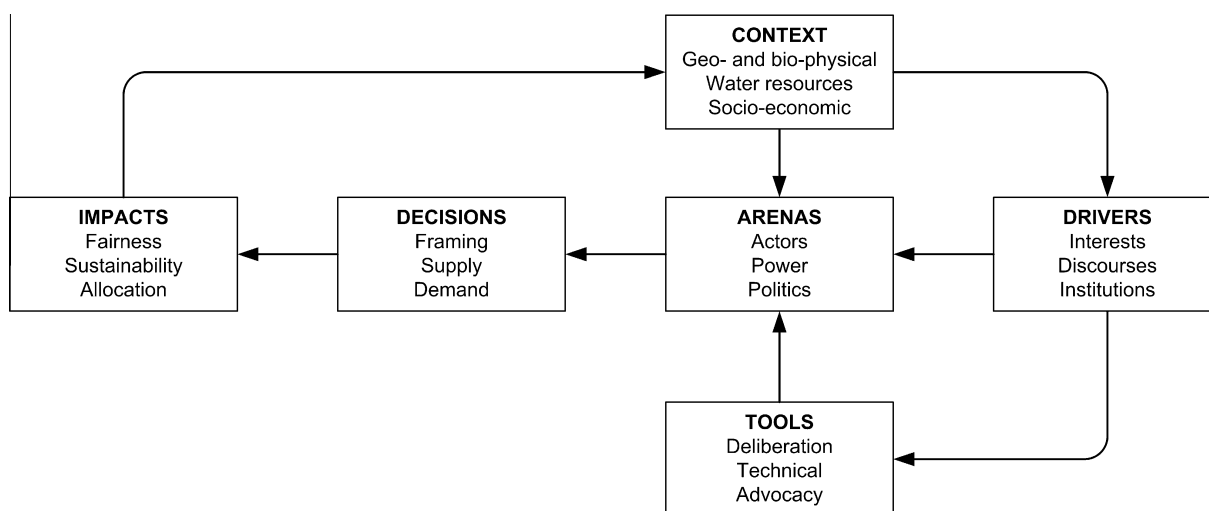 CONTEXT
Geo- and bio-physical
Water resources
Socio-economic
IMPACTS
Fairness
Sustainability
Allocation
DECISIONS
Framing
Supply
Demand
ARENAS
Actors
Power
Politics
DRIVERS
Interests
Discourses
Institutions
TOOLS
Deliberation
Technical
Advocacy